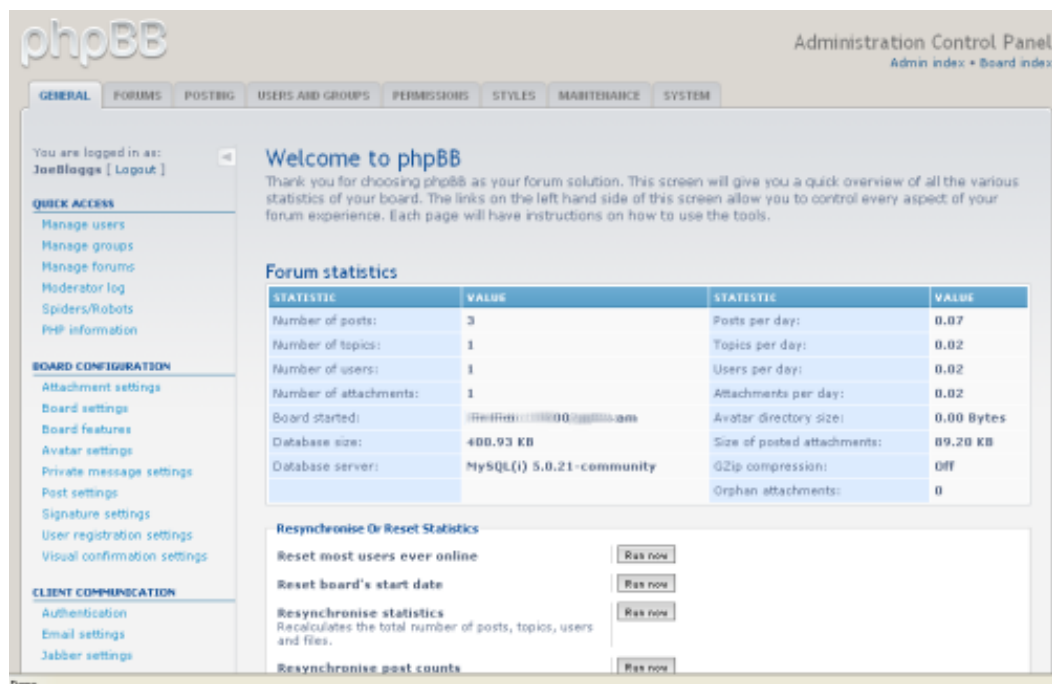 phpBB
Administration Control Panel
Admin index • Board index
GENERAL FORUMS POSTING USERS AND GROUPS PERMISSIONS STYLES MAINTENANCE SYSTEM
You are logged in as:
JoeBloggs [ Logout ]
QUICK ACCESS
Manage users
Manage groups
Manage forums
Moderator log
Spiders/Robots
PHP information
BOARD CONFIGURATION
Attachment settings
Board settings
Board features
Avatar settings
Private message settings
Post settings
Signature settings
User registration settings
Visual confirmation settings
CLIENT COMMUNICATION
Authentication
Email settings
Jabber settings
Welcome to phpBB
Thank you for choosing phpBB as your forum solution. This screen will give you a quick overview of all the various
statistics of your board. The links on the left hand side of this screen allow you to control every aspect of your
forum experience. Each page will have instructions on how to use the tools.
Forum statistics
STATISTIC VALUE STATISTIC VALUE
Number of posts: 3 Posts per day: 0.07
Number of topics: 1 Topics per day: 0.02
Number of users: 1 Users per day: 0.02
Number of attachments: 1 Attachments per day: 0.02
Board started: am Avatar directory size: 0.00 Bytes
Database size: 400.93 KB Size of posted attachments: 89.20 KB
Database server: MySQL(i) 5.0.21-community GZip compression: Off
Orphan attachments: 0
Resynchronise Or Reset Statistics
Reset most users ever online Run now
Reset board's start date Run now
Resynchronise statistics Run now
Recalculates the total number of posts, topics, users
and files.
Resynchronise post counts Run now